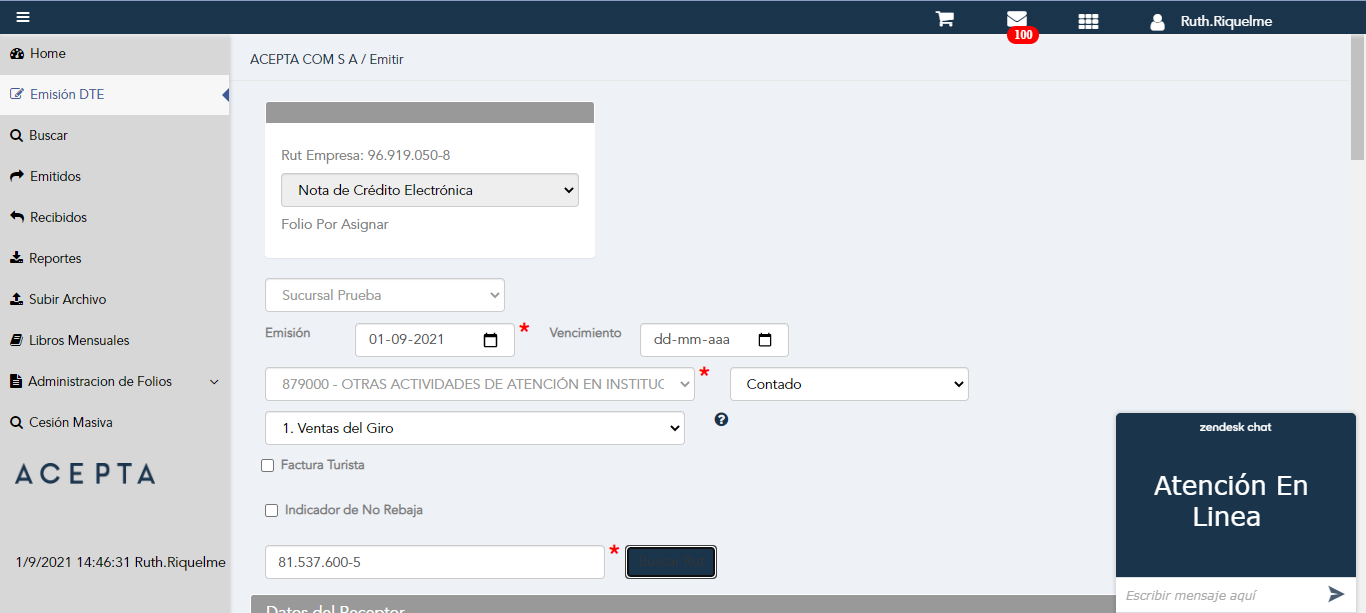 Ruth.Riquelme
100
Home
Emisión DTE
Buscar
Emitidos
Recibidos
Reportes
Subir Archivo
Libros Mensuales
Administracion de Folios
Cesión Masiva
ACEPTA
1/9/2021 14:46:31 Ruth.Riquelme
ACEPTA COM S A / Emitir
Rut Empresa: 96.919.050-8
Nota de Crédito Electrónica
Folio Por Asignar
Sucursal Prueba
Emisión 01-09-2021 * Vencimiento dd-mm-aaa
879000 - OTRAS ACTIVIDADES DE ATENCIÓN EN INSTITUC * Contado
1. Ventas del Giro
Factura Turista
Indicador de No Rebaja
81.537.600-5 *
Datos del Receptor
zendesk chat
Atención En
Linea
Escribir mensaje aquí